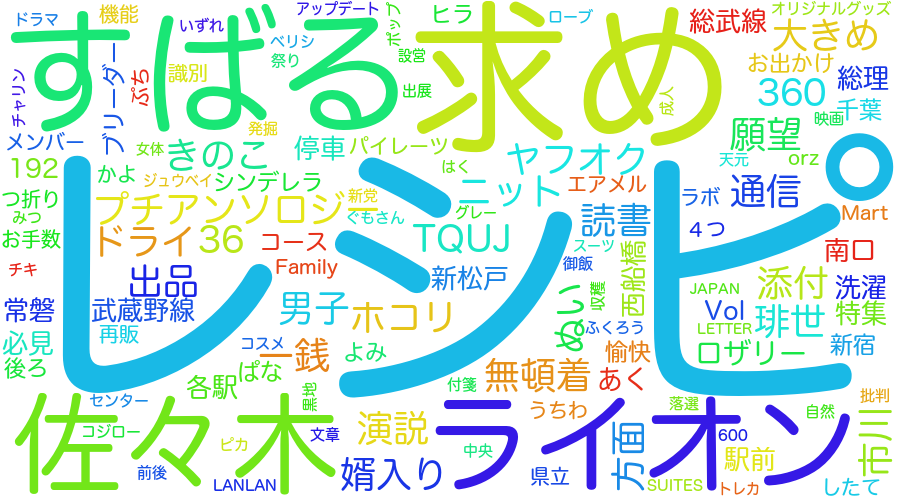 ドラマ
機能
いずれ
アップデート
ポップ
ヒラ
ローブ
総武線
オリジナルグッズ
すばる
求め
大きめ
ベリシ
祭り
設営
お出かけ
総理
チャリン
ブリーダー
ぷち
識別
出展
成人
360
千葉
映画
メンバー
発掘
女体
きのこ
停車
パイレーツ
ヤフオク
願望
天元
orz
192
かよ
ジュウベイ
シンデレラ
新党
はく
ニット
エアメル
ラボ
通信
つ折り
みつ
プチアンソロジー
ぐもさん
グレー
読書
4つ
Mart
お手数
ドライ
36
コース
TQUJ
スーツ
南口
チキ
出品
Family
新松戸
御飯
収穫
西船橋
添付
洗濯
レシピ
常磐
武蔵野線
男子
ホコリ
ぬい
ふくろう
JAPAN
Vol
LETTER
琲世
特集
必見
再販
コスメ
一銭
よみ
愉快
ロザリー
新宿
後ろ
各駅
ぱな
黒地
付箋
無頓着
あく
センター
佐々木
ライオン
うちわ
落選
自然
批判
コジロー
文章
演説
方面
600
市川
前後
ピカ
中央
駅前
LANLAN
婿入り
県立
SUITES
トレカ
したて